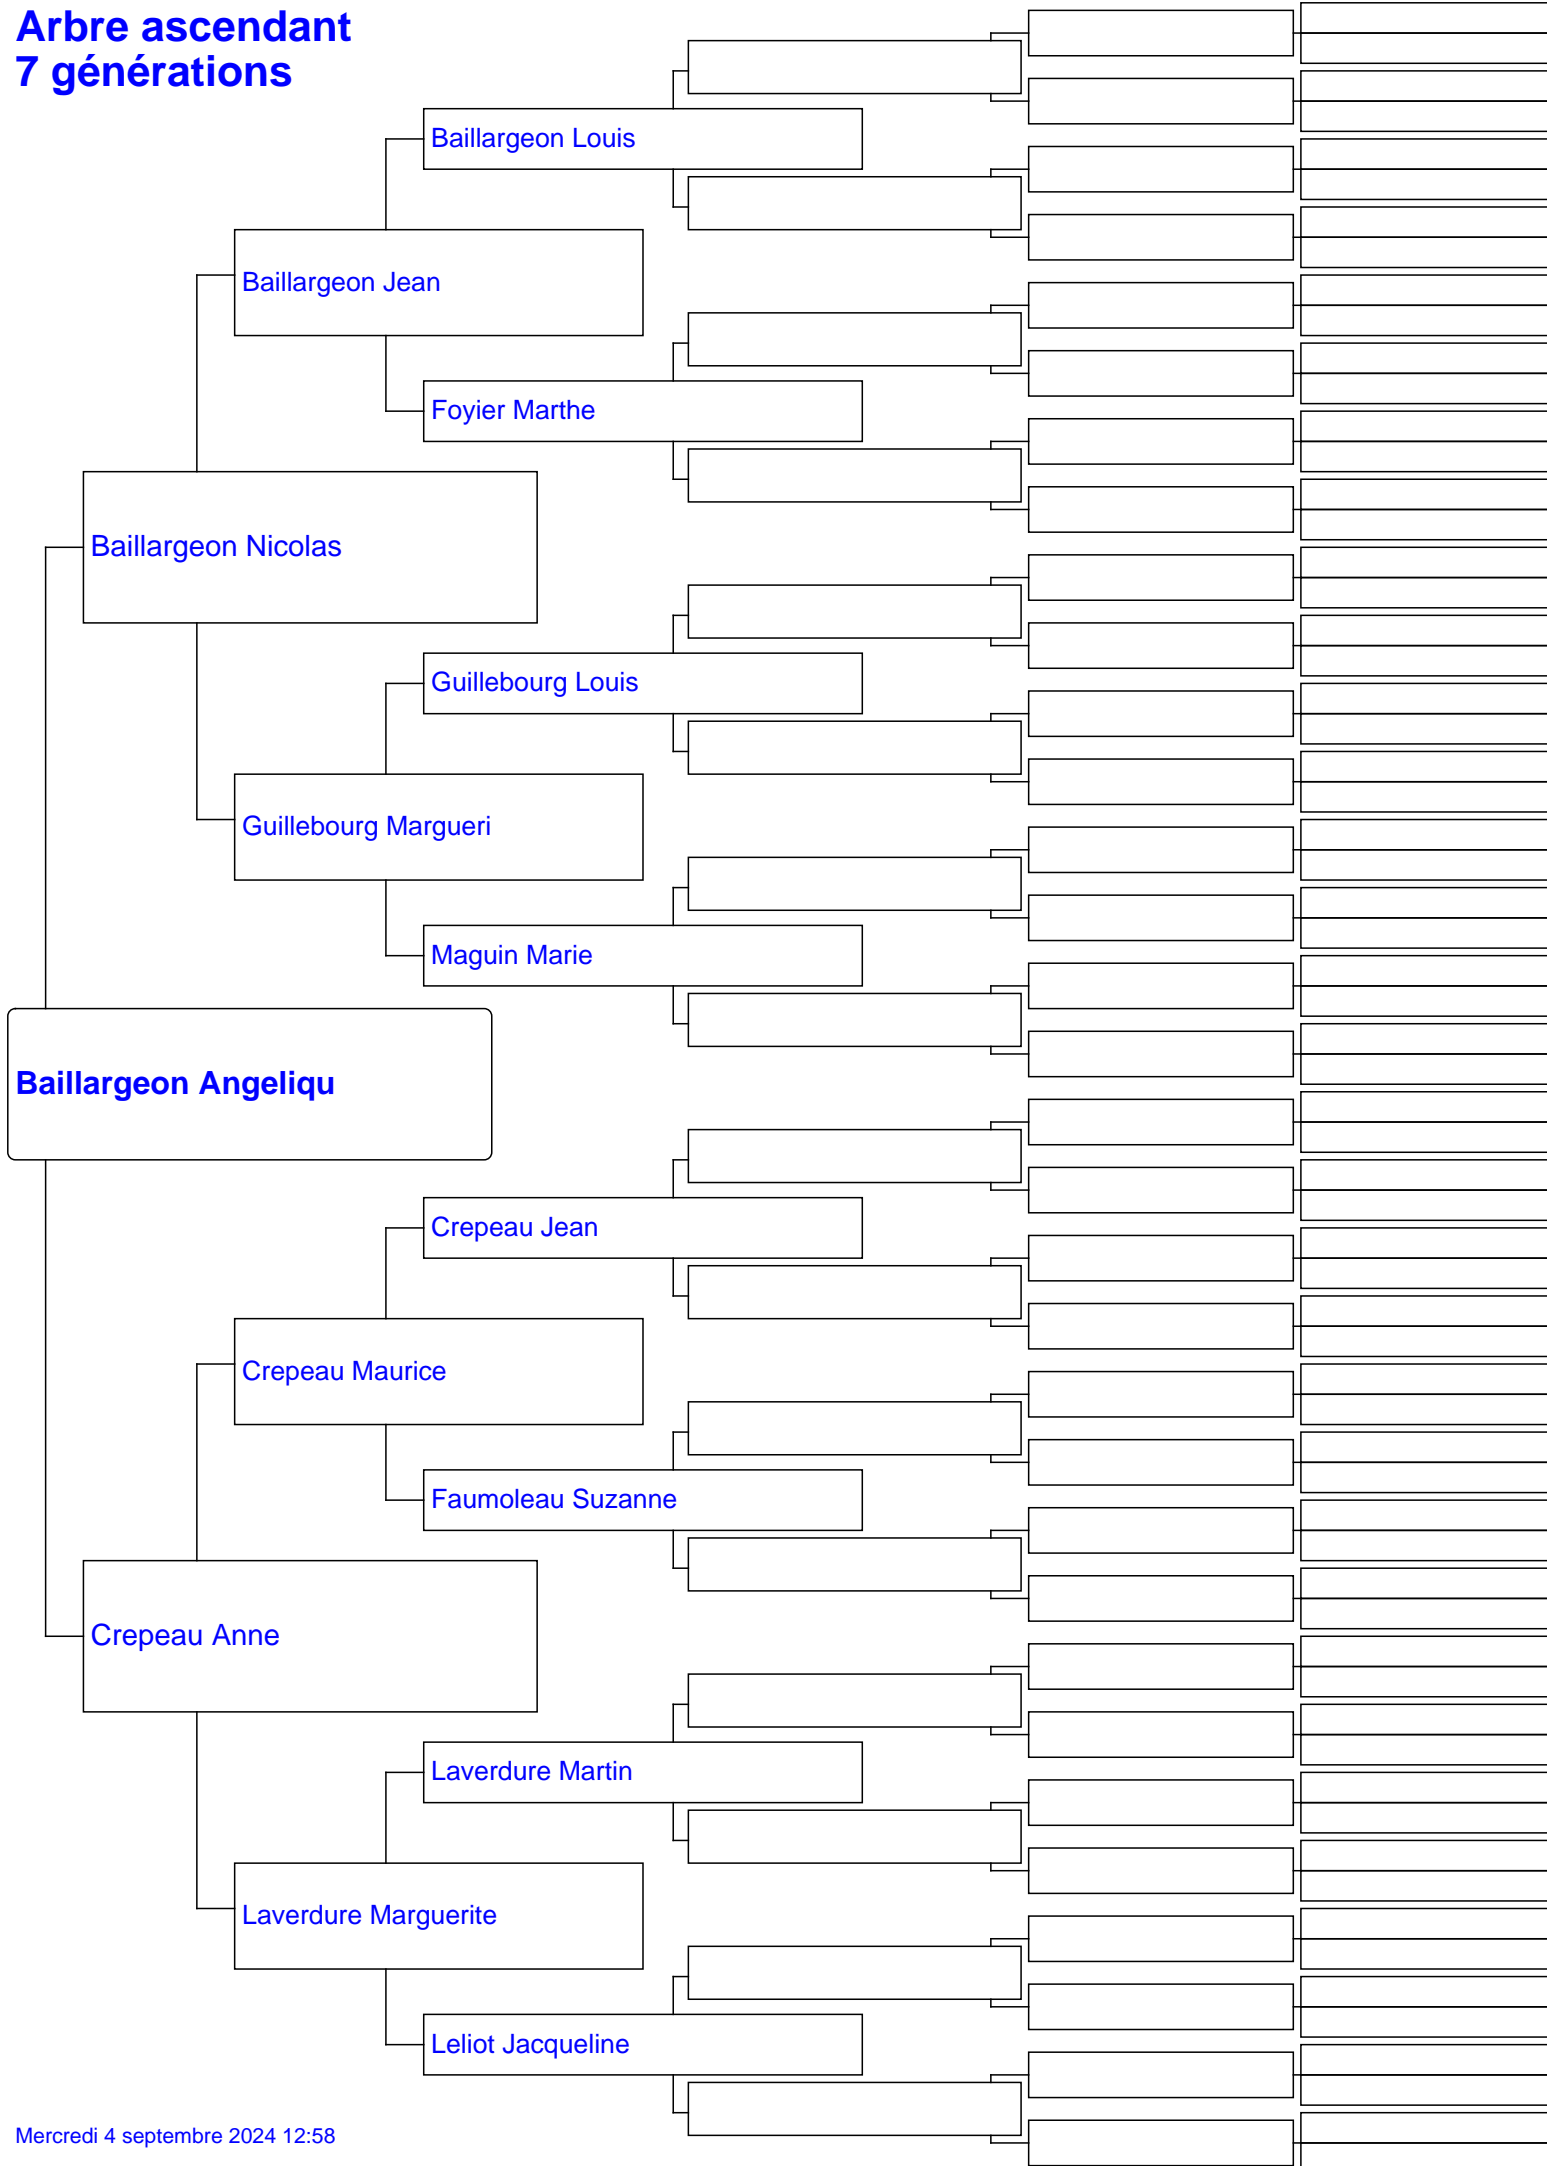 Arbre ascendant
7 générations
Baillargeon Louis
Baillargeon Jean
Foyier Marthe
Baillargeon Nicolas
Guillebourg Louis
Guillebourg Margueri
Maguin Marie
Baillargeon Angeliqu
Crepeau Jean
Crepeau Maurice
Faumoleau Suzanne
Crepeau Anne
Laverdure Martin
Laverdure Marguerite
Leliot Jacqueline
Mercredi 4 septembre 2024 12:58